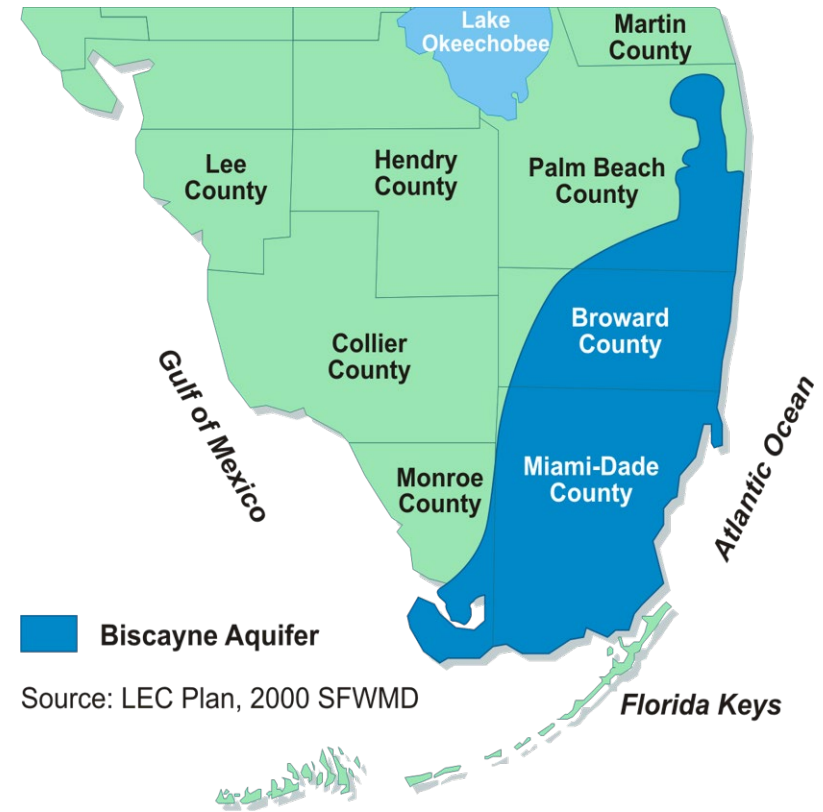 Lake
Okeechobee
Martin
County
Lee
County
Hendry
County
Palm Beach
County
Broward
County
Collier
County
Gulf of Mexico
Atlantic Ocean
Monroe
County
Miami-Dade
County
Biscayne Aquifer
Source: LEC Plan, 2000 SFWMD
Florida Keys